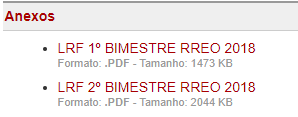 Anexos
LRF 1º BIMESTRE RREO 2018
Formato: .PDF - Tamanho: 1473 KB
LRF 2º BIMESTRE RREO 2018
Formato: .PDF - Tamanho: 2044 KB